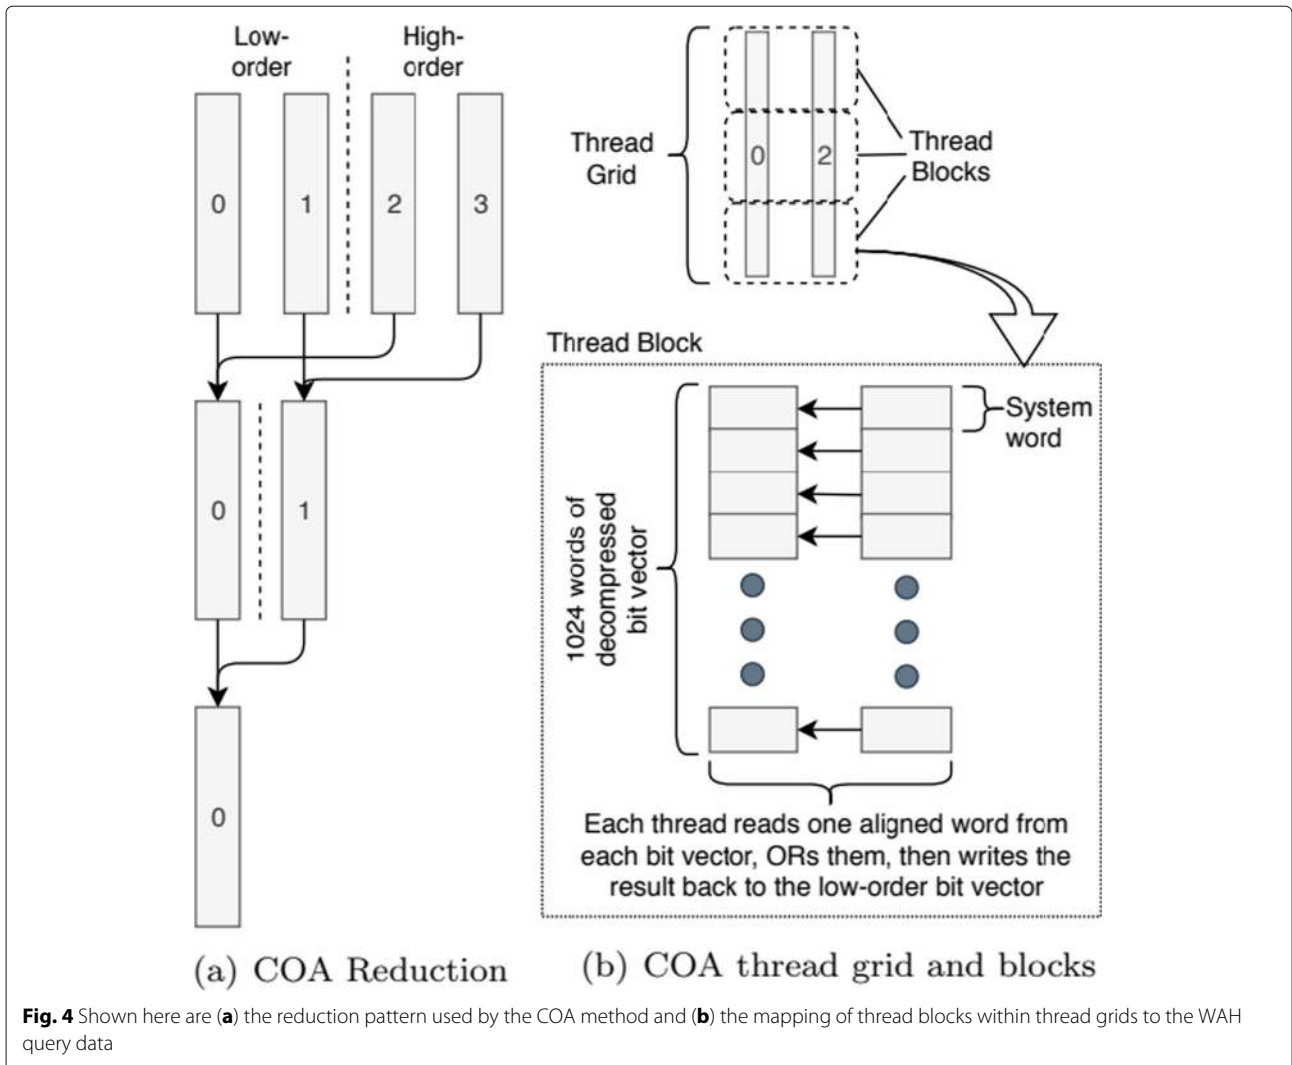 Low-
order
High-
order
0
1
2
3
0
1
0
(a) COA Reduction
Thread
Grid
0
2
Thread
Blocks
Thread Block
System
word
1024 words of
decompressed
bit vector
Each thread reads one aligned word from
each bit vector, ORs them, then writes the
result back to the low-order bit vector
(b) COA thread grid and blocks
Fig. 4 Shown here are (a) the reduction pattern used by the COA method and (b) the mapping of thread blocks within thread grids to the WAH
query data